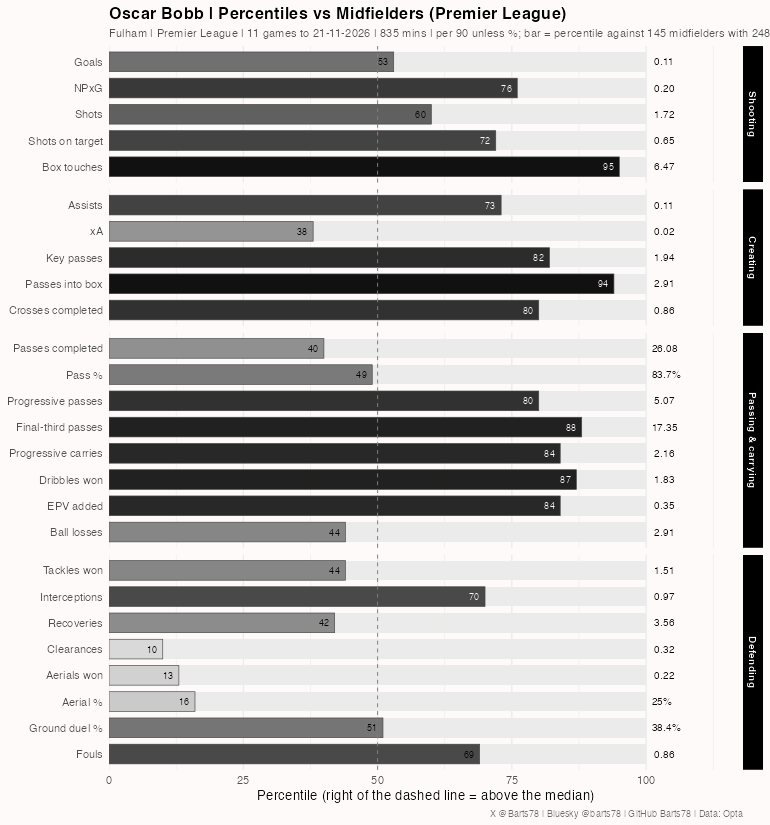 Oscar Bobb | Percentiles vs Midfielders (Premier League)
Fulham | Premier League | 11 games to 21-11-2026 | 835 mins | per 90 unless %; bar = percentile against 145 midfielders with 248
Goals 53 0.11
NPxG 76 0.20
Shots 60 1.72
Shots on target 72 0.65
Box touches 95 6.47
Shooting
Assists 73 0.11
xA 38 0.02
Key passes 82 1.94
Passes into box 94 2.91
Crosses completed 80 0.86
Creating
Passes completed 40 26.08
Pass % 49 83.7%
Progressive passes 80 5.07
Final-third passes 88 17.35
Progressive carries 84 2.16
Dribbles won 87 1.83
EPV added 84 0.35
Ball losses 44 2.91
Passing & carrying
Tackles won 44 1.51
Interceptions 70 0.97
Recoveries 42 3.56
Clearances 10 0.32
Aerials won 13 0.22
Aerial % 16 25%
Ground duel % 51 38.4%
Fouls 69 0.86
Defending
0 25 50 75 100
Percentile (right of the dashed line = above the median)
X @Barts78 | Bluesky @barts78 | GitHub Barts78 | Data: Opta